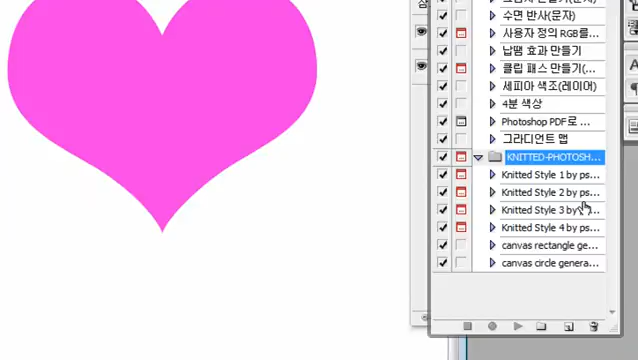 수면 반사(문자)
사용자 정의 RGB를...
납땜 효과 만들기
클립 패스 만들기(...
세피아 색조(레이어)
4분 색상
Photoshop PDF로 ...
그라디언트 맵
KNITTED-PHOTOSH...
Knitted Style 1 by ps...
Knitted Style 2 by ps...
Knitted Style 3 by
Knitted Style 4 by ps...
canvas rectangle ge...
canvas circle genera...